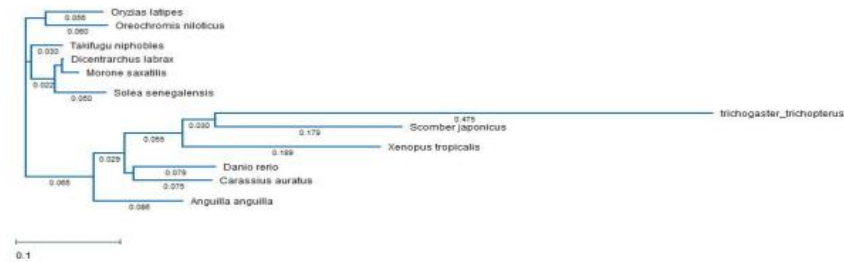 Oryzias latipes
0.056
Oreochromis niloticus
0.060
Takifugu niphobles
0.030
Dicentrarchus labrax
Morone saxatilis
0.022
Solea senegalensis
0.050
trichogaster_trichopterus
0.475
0.030
Scomber japonicus
0.179
0.055
Xenopus tropicalis
0.189
0.029
Danio rerio
0.079
Carassius auratus
0.075
0.065
Anguilla anguilla
0.086
0.1